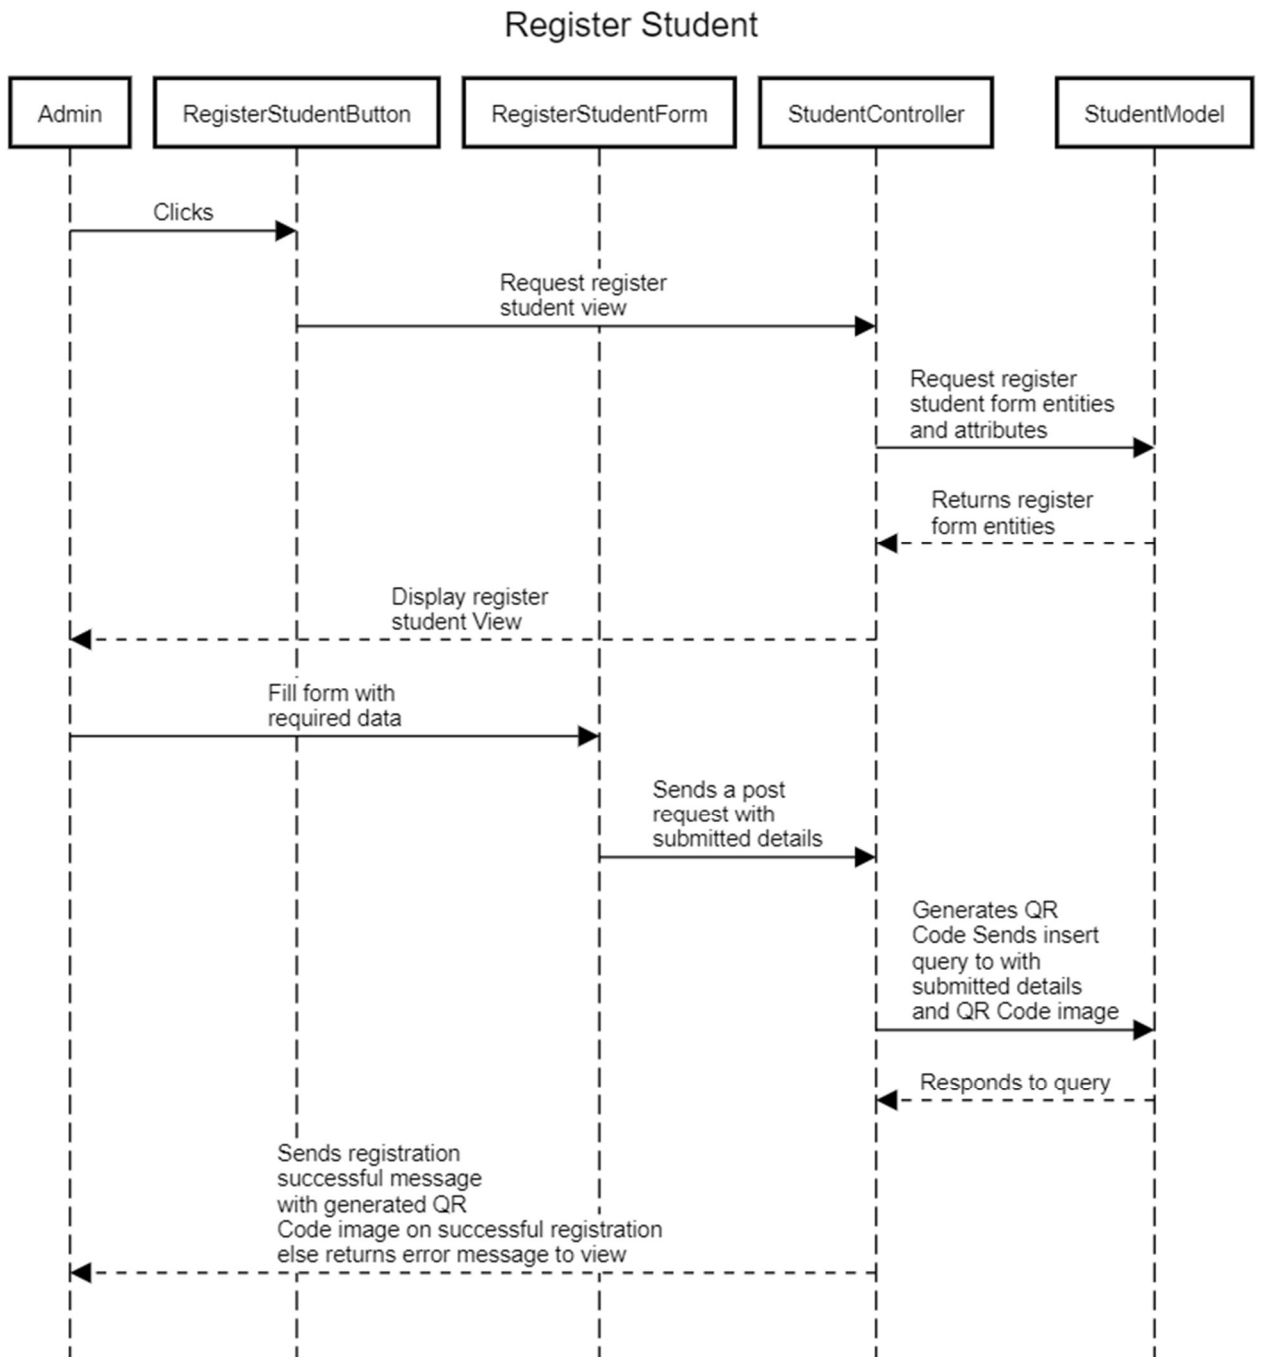 Register Student
Admin
RegisterStudentButton
RegisterStudentForm
StudentController
StudentModel
Clicks
Request register
student view
Request register
student form entities
and attributes
Returns register
form entities
Display register
student View
Fill form with
required data
Sends a post
request with
submitted details
Generates QR
Code Sends insert
query to with
submitted details
and QR Code image
Responds to query
Sends registration
successful message
with generated QR
Code image on successful registration
else returns error message to view